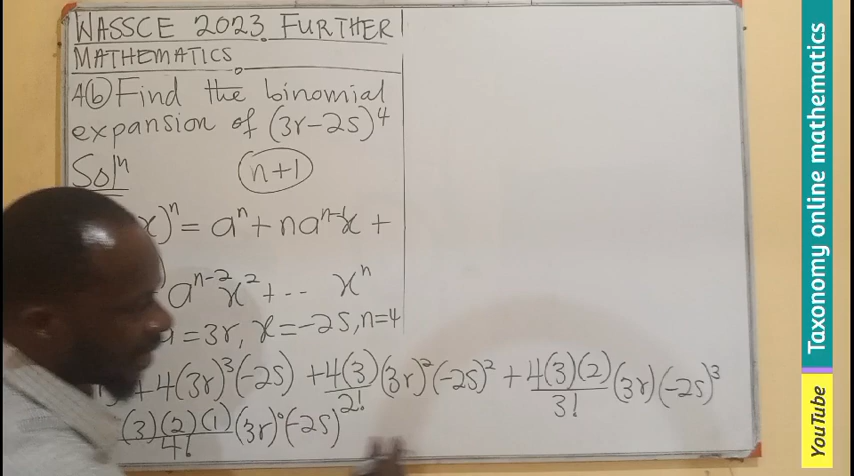 WASSCE 2023 FURTHER
MATHEMATICS
4(b) Find the binomial
expansion of (3r-2s)⁴
Solⁿ (n+1)
x)ⁿ = aⁿ + naⁿ⁻¹x +
aⁿ⁻²x² + -- xⁿ
= 3r, x = -2s, n=4
+ 4(3r)³(-2s) + 4(3)/2! (3r)²(-2s)² + 4(3)(2)/3! (3r)(-2s)³
(3)(2)(1)/4! (3r)⁰(-2s)
Taxonomy online mathematics
YouTube